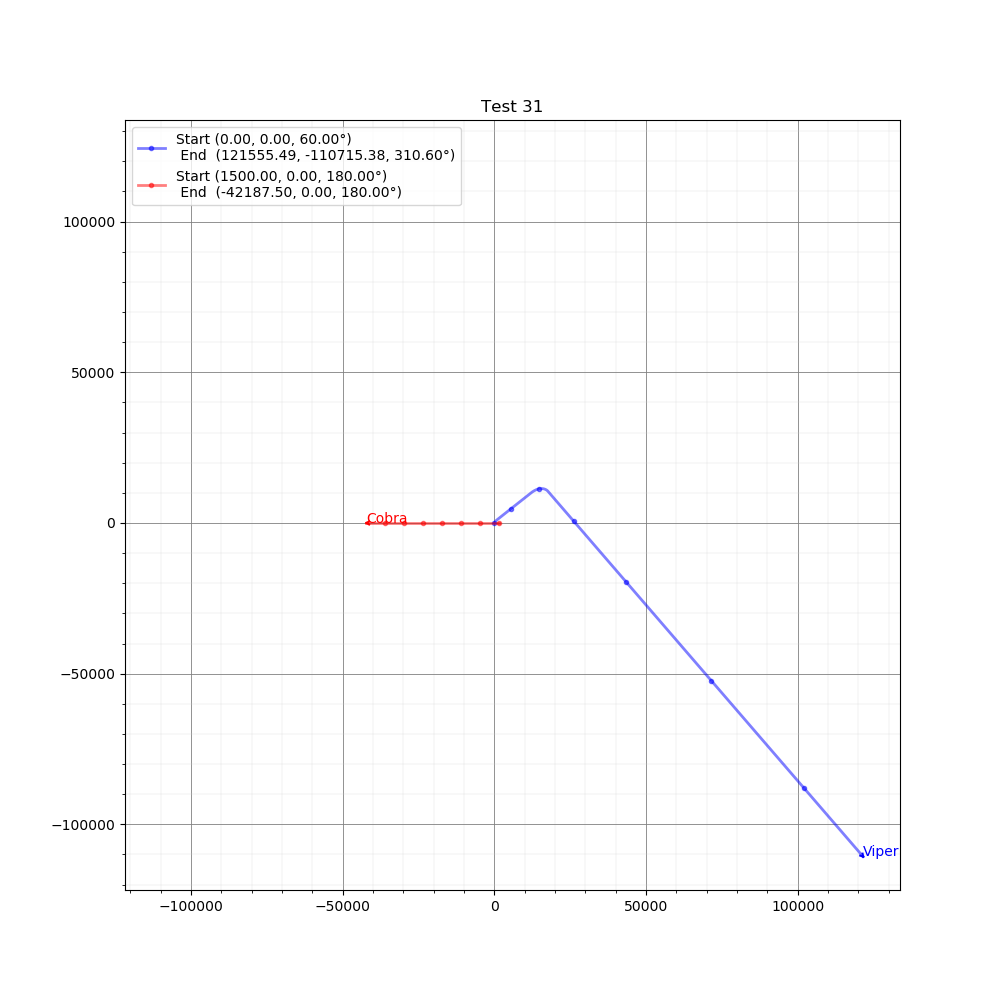 Test 31
Start (0.00, 0.00, 60.00°)
End  (121555.49, -110715.38, 310.60°)
Start (1500.00, 0.00, 180.00°)
End  (-42187.50, 0.00, 180.00°)
100000
50000
0
−50000
−100000
Cobra
Viper
−100000
−50000
0
50000
100000